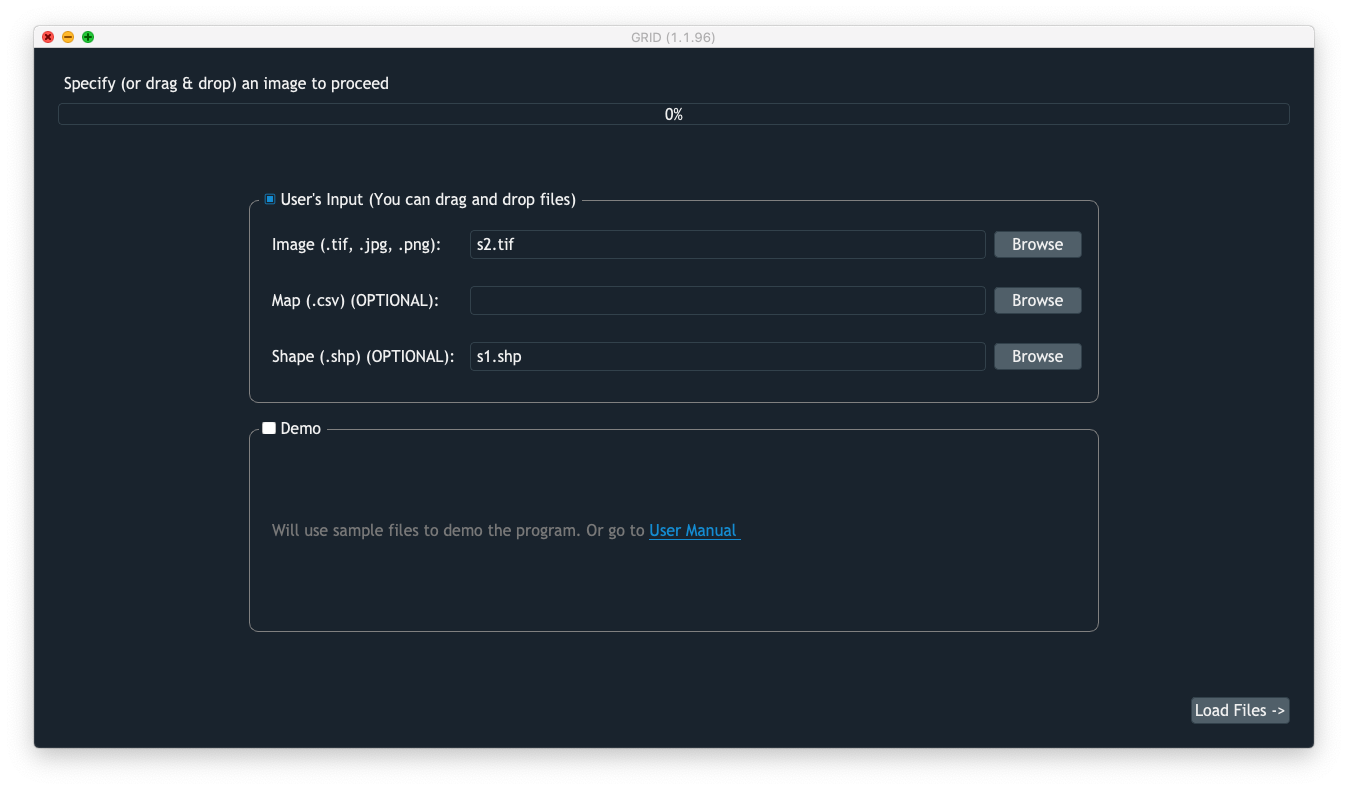 GRID (1.1.96)
Specify (or drag & drop) an image to proceed
0%
User's Input (You can drag and drop files)
Image (.tif, .jpg, .png): s2.tif Browse
Map (.csv) (OPTIONAL): Browse
Shape (.shp) (OPTIONAL): s1.shp Browse
Demo
Will use sample files to demo the program. Or go to User Manual
Load Files ->